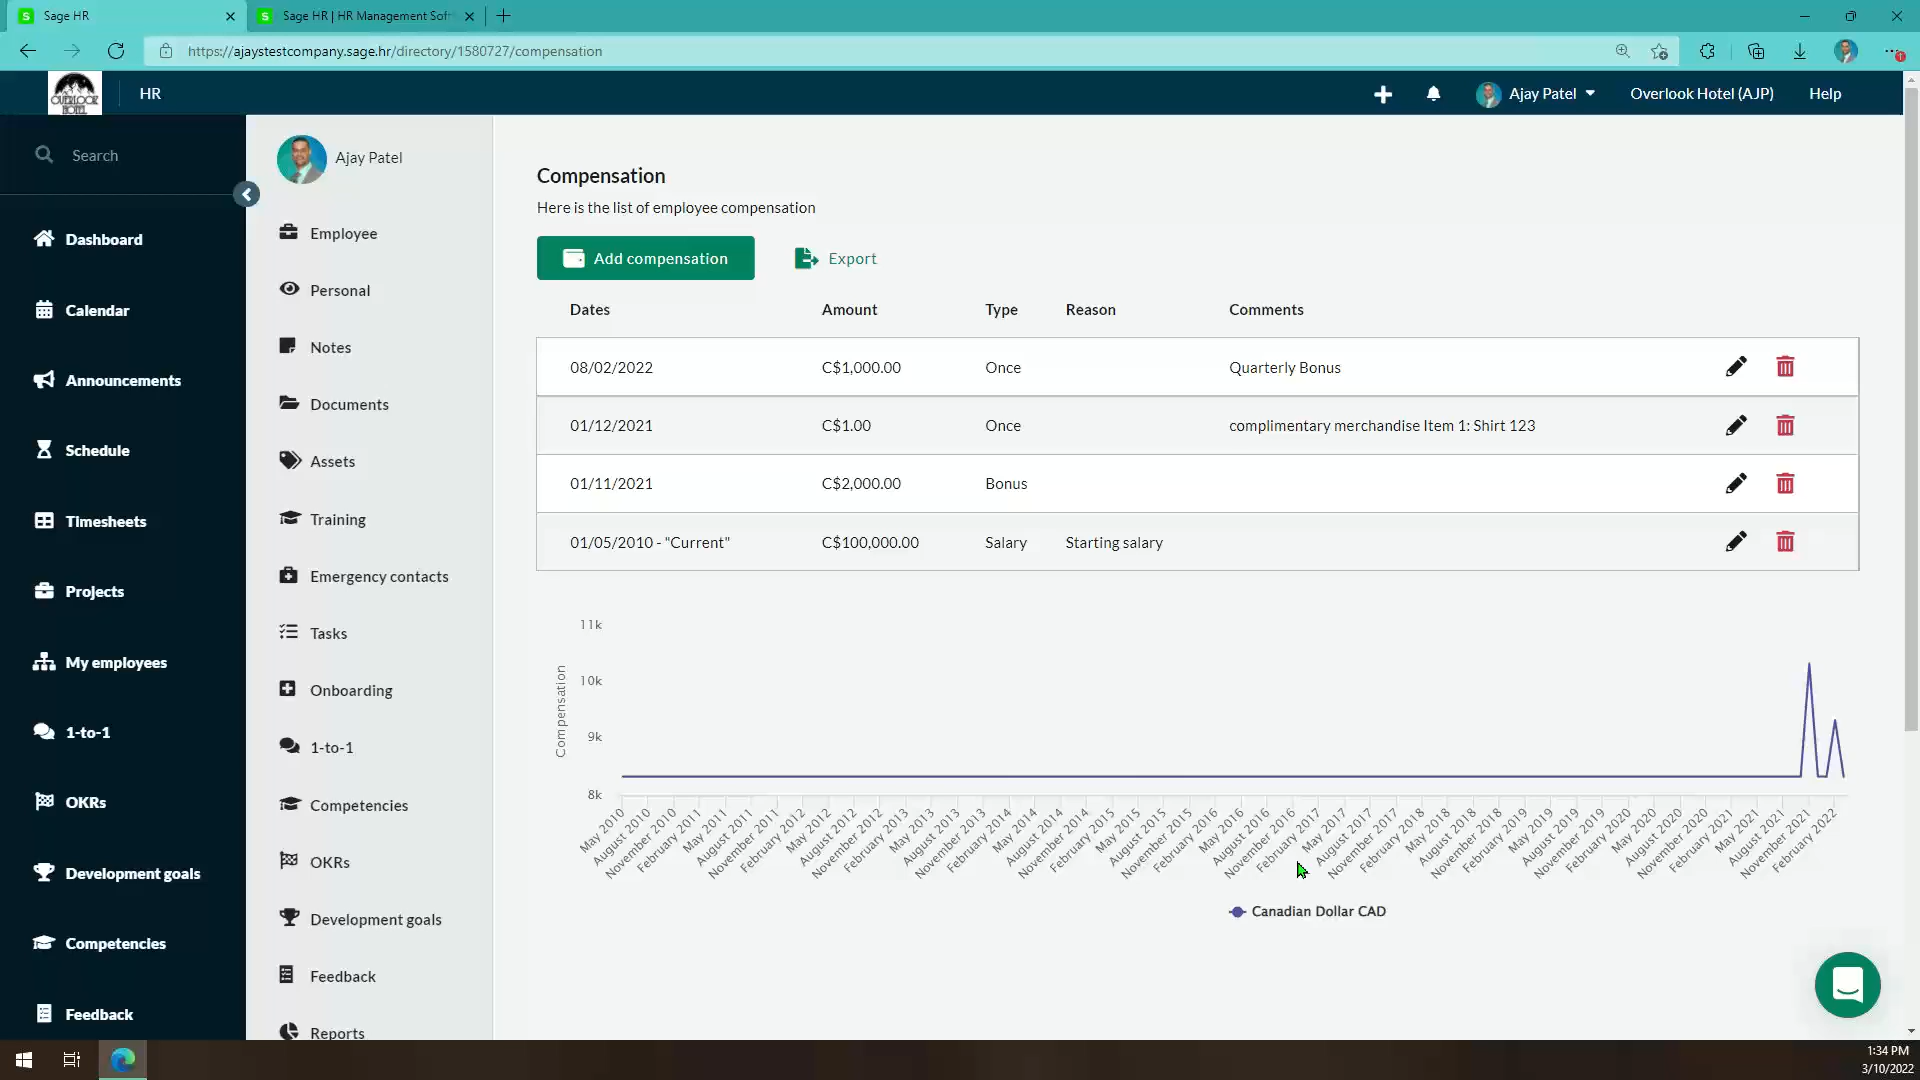 Sage HR
Sage HR | HR Management Soft
https://ajaystestcompany.sage.hr/directory/1580727/compensation
OVERLOOK
HOTEL
HR
Ajay Patel
Overlook Hotel (AJP)
Help
Search
Dashboard
Calendar
Announcements
Schedule
Timesheets
Projects
My employees
1-to-1
OKRs
Development goals
Competencies
Feedback
Ajay Patel
Employee
Personal
Notes
Documents
Assets
Training
Emergency contacts
Tasks
Onboarding
1-to-1
Competencies
OKRs
Development goals
Feedback
Reports
Compensation
Here is the list of employee compensation
Add compensation
Export
Dates Amount Type Reason Comments
08/02/2022 C$1,000.00 Once Quarterly Bonus
01/12/2021 C$1.00 Once complimentary merchandise Item 1: Shirt 123
01/11/2021 C$2,000.00 Bonus
01/05/2010 - "Current" C$100,000.00 Salary Starting salary
Compensation
11k
10k
9k
8k
May 2010
August 2010
November 2010
February 2011
May 2011
August 2011
November 2011
February 2012
May 2012
August 2012
November 2012
February 2013
May 2013
August 2013
November 2013
February 2014
May 2014
August 2014
November 2014
February 2015
May 2015
August 2015
November 2015
February 2016
May 2016
August 2016
November 2016
February 2017
May 2017
August 2017
November 2017
February 2018
May 2018
August 2018
November 2018
February 2019
May 2019
August 2019
November 2019
February 2020
May 2020
August 2020
November 2020
February 2021
May 2021
August 2021
November 2021
February 2022
Canadian Dollar CAD
1:34 PM
3/10/2022